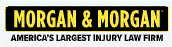 MORGAN & MORGAN
AMERICA'S LARGEST INJURY LAW FIRM